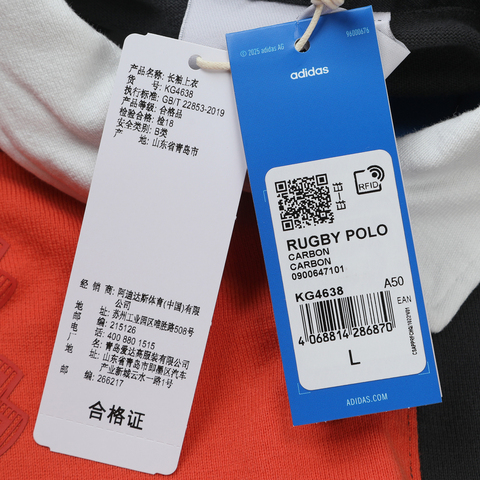 产品名称: 长袖上衣
货 号: KG4638
执行标准: GB/T 22853-2019
产品等级: 合格品
检验合格: 检18
安全类别: B类
产 地: 山东省青岛市
经 销 商: 阿迪达斯体育(中国)有限
公司
地 址: 苏州工业园区唯胜路508号
邮 编: 215126
电 话: 400 880 1515
制 造 商: 青岛爱达高服装有限公司
地 址: 山东省青岛市即墨区汽车
产业新城云水一路1号
邮 编: 266217
合格证
© 2025 adidas AG
96000676
adidas
RFID
RUGBY POLO
CARBON
CARBON
0900647101
KG4638
A50
EAN
4 068814 286870
L
ADIDAS.COM